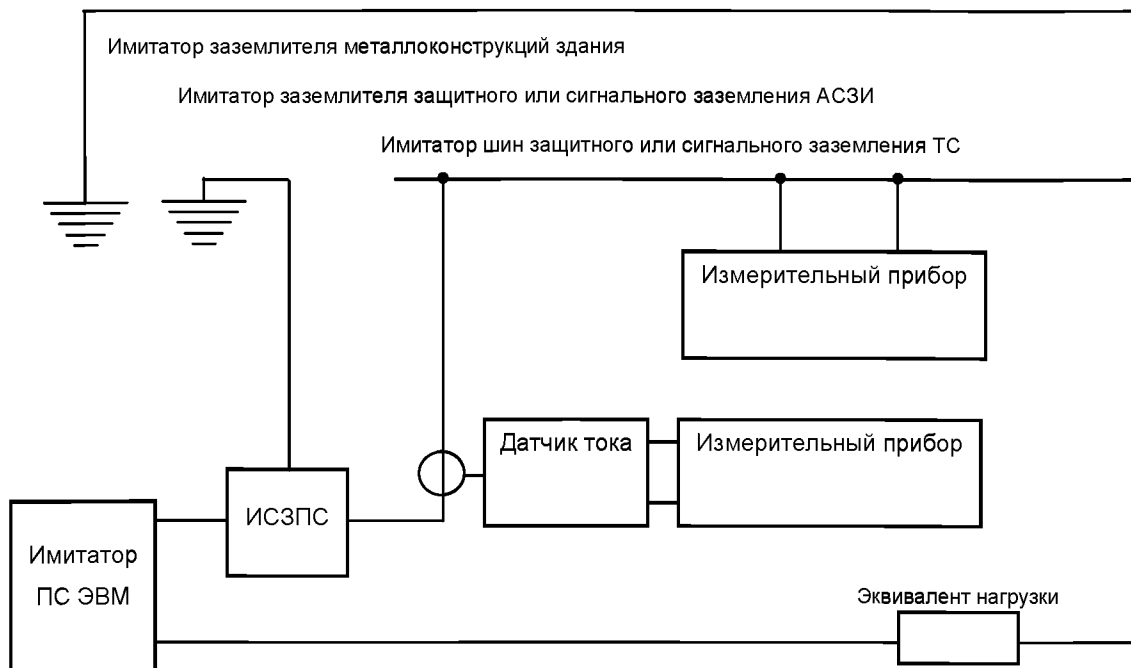 Имитатор заземлителя металлоконструкций здания
Имитатор заземлителя защитного или сигнального заземления АСЗИ
Имитатор шин защитного или сигнального заземления ТС
Измерительный прибор
Датчик тока
Измерительный прибор
ИСЗПС
Имитатор
ПС ЭВМ
Эквивалент нагрузки